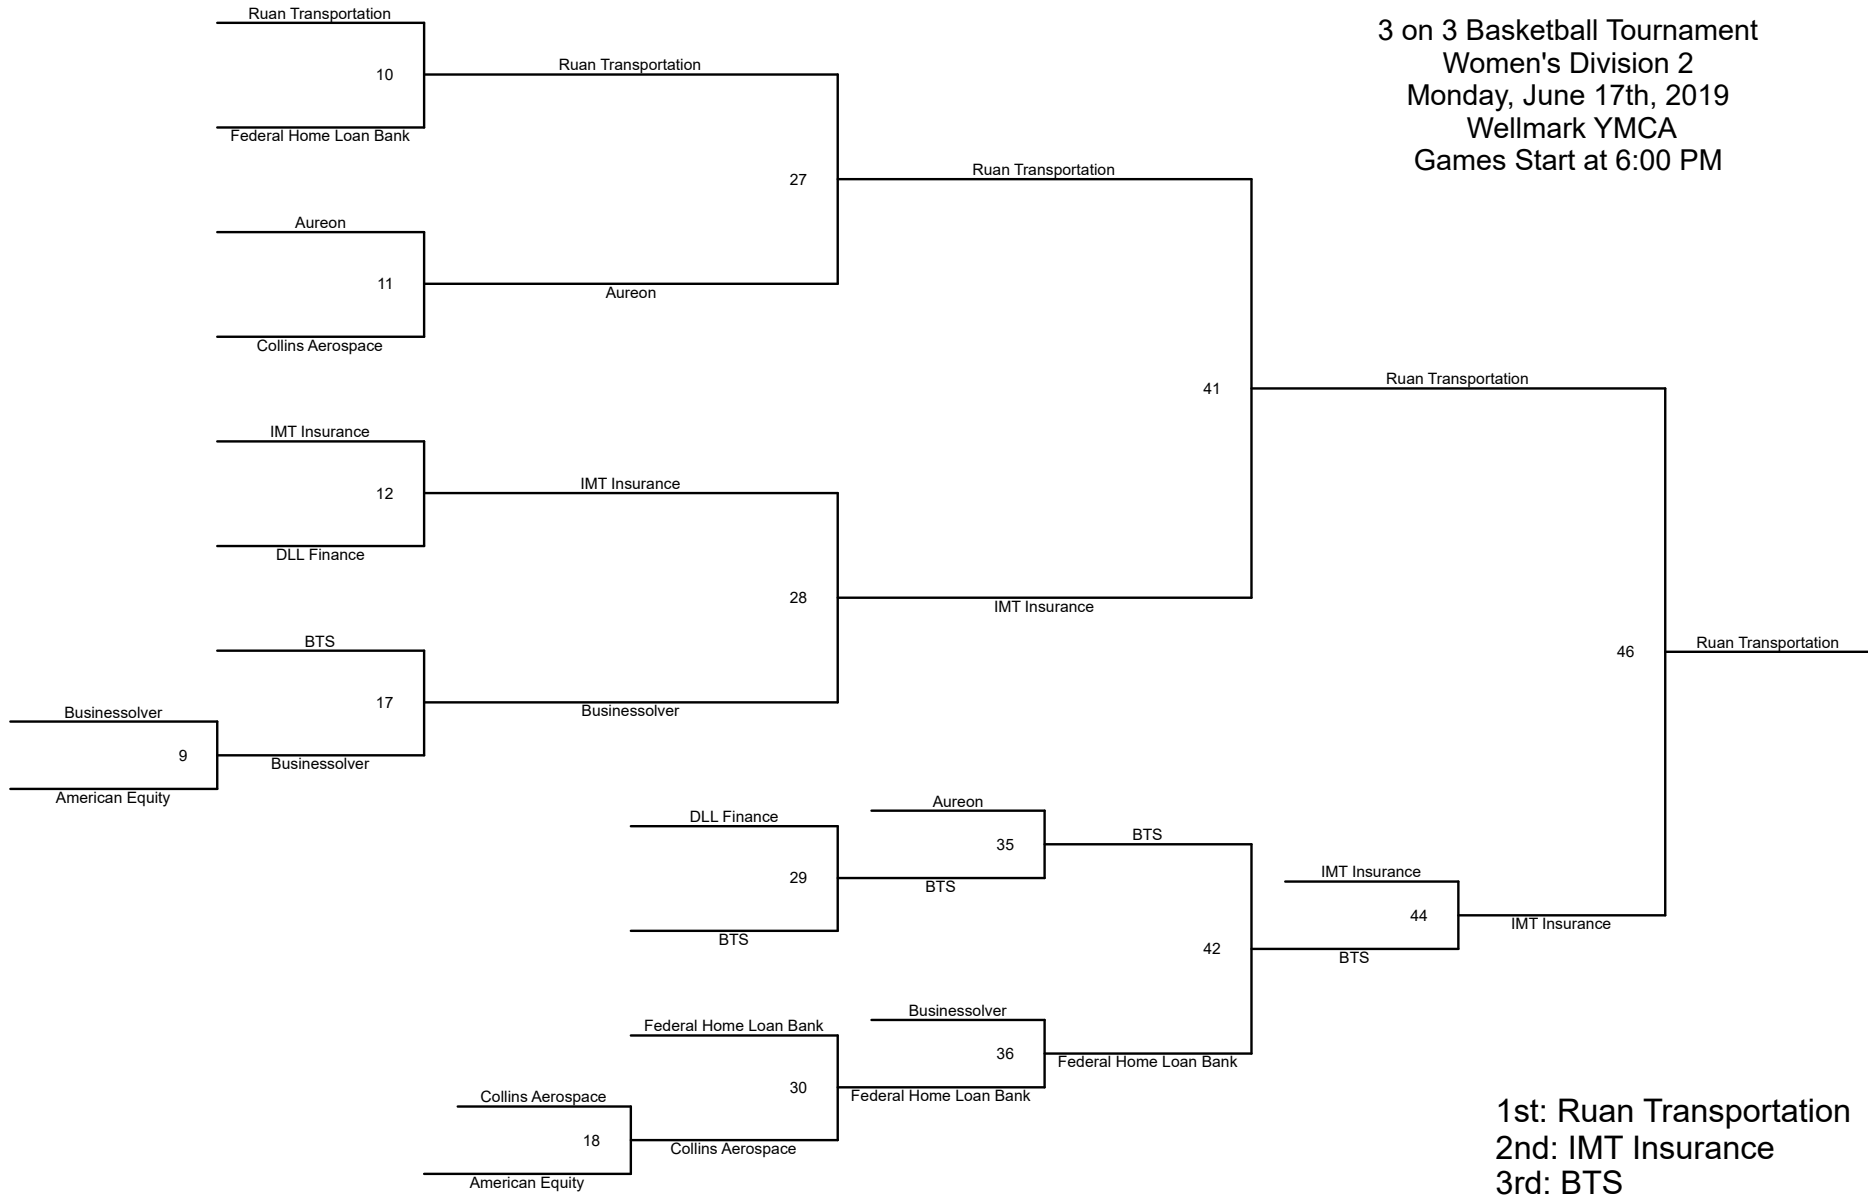 Ruan Transportation
3 on 3 Basketball Tournament
Women's Division 2
Monday, June 17th, 2019
Wellmark YMCA
Games Start at 6:00 PM
10
Ruan Transportation
Federal Home Loan Bank
27
Ruan Transportation
Aureon
11
Aureon
Collins Aerospace
41
Ruan Transportation
IMT Insurance
12
IMT Insurance
DLL Finance
28
IMT Insurance
BTS
17
Businessolver
46
Ruan Transportation
Businessolver
9
Businessolver
American Equity
DLL Finance
Aureon
35
BTS
29
BTS
BTS
IMT Insurance
44
IMT Insurance
42
BTS
Businessolver
Federal Home Loan Bank
36
Federal Home Loan Bank
30
Federal Home Loan Bank
Collins Aerospace
18
Collins Aerospace
American Equity
1st: Ruan Transportation
2nd: IMT Insurance
3rd: BTS